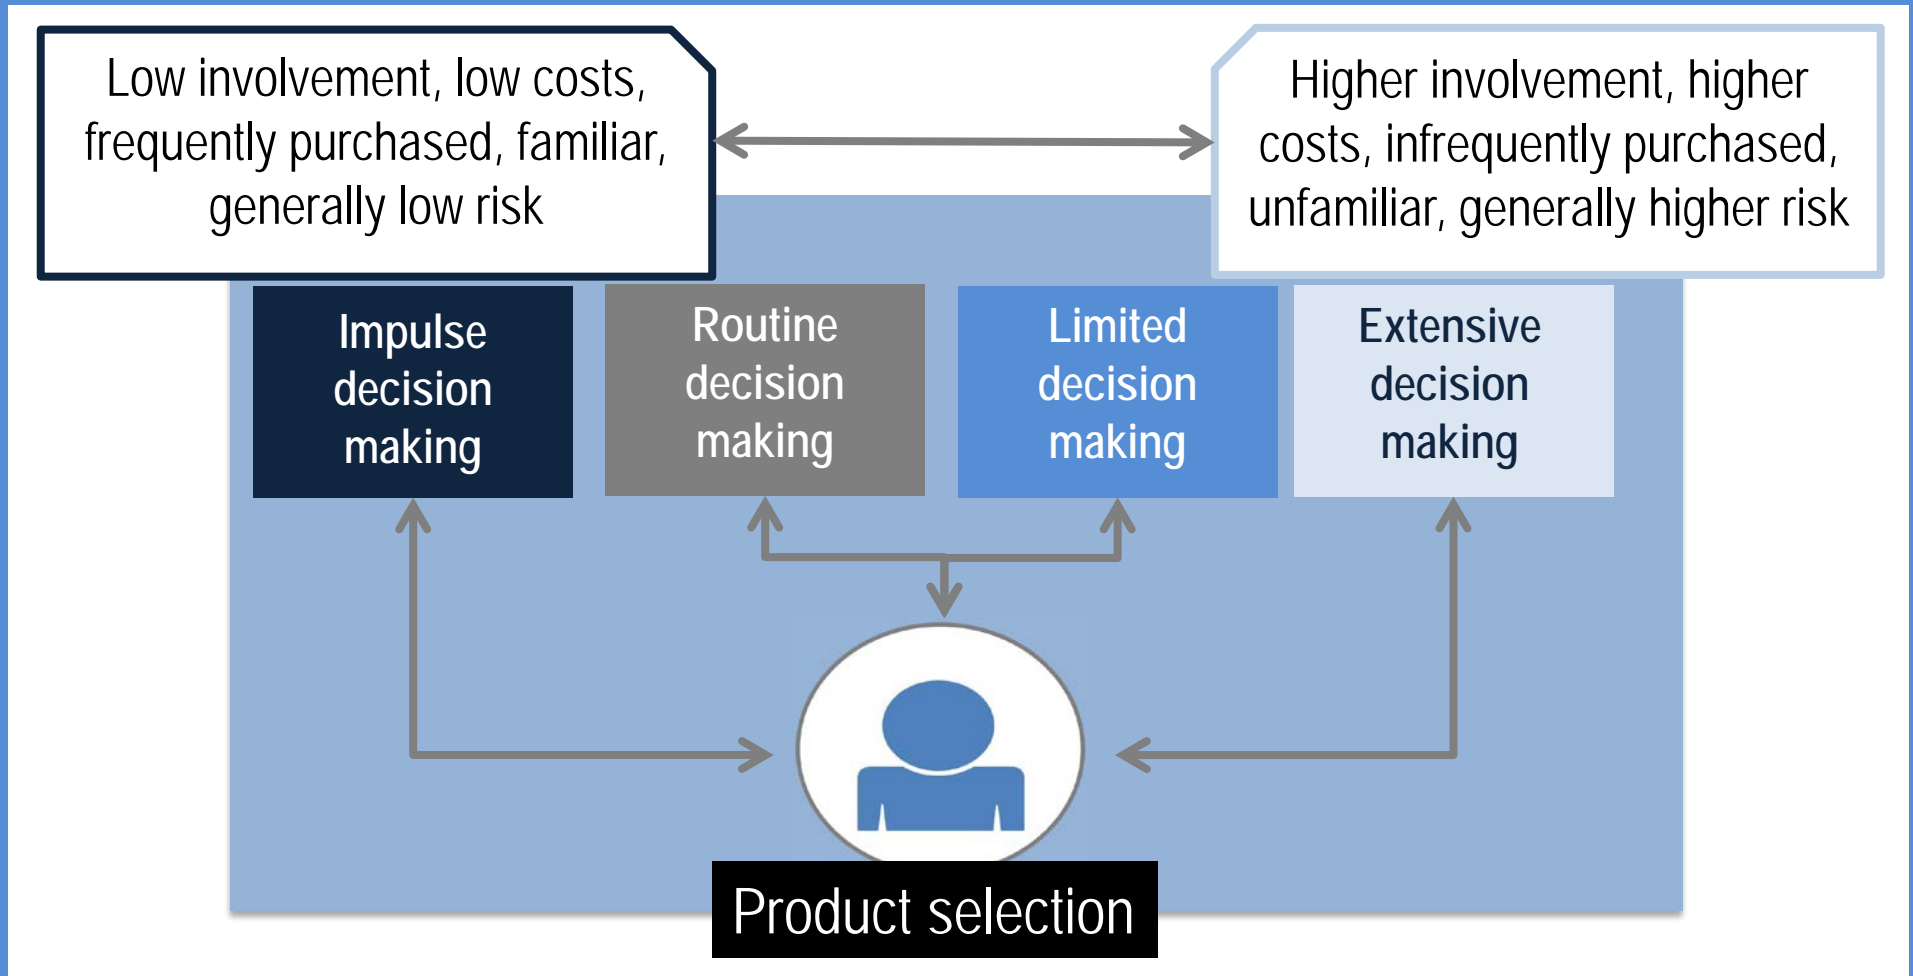 Low involvement, low costs,
frequently purchased, familiar,
generally low risk
Higher involvement, higher
costs, infrequently purchased,
unfamiliar, generally higher risk
Impulse
decision
making
Routine
decision
making
Limited
decision
making
Extensive
decision
making
Product selection